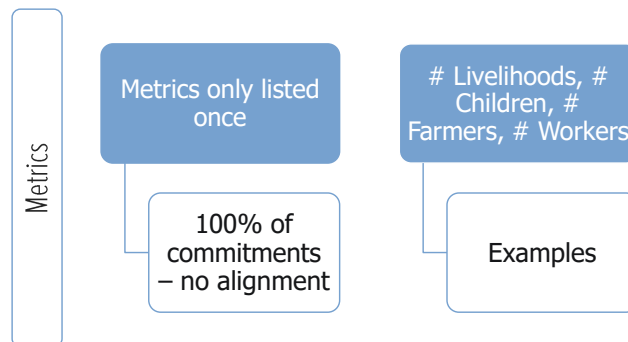 Metrics
Metrics only listed
once
100% of
commitments
– no alignment
# Livelihoods, #
Children, #
Farmers, # Workers
Examples